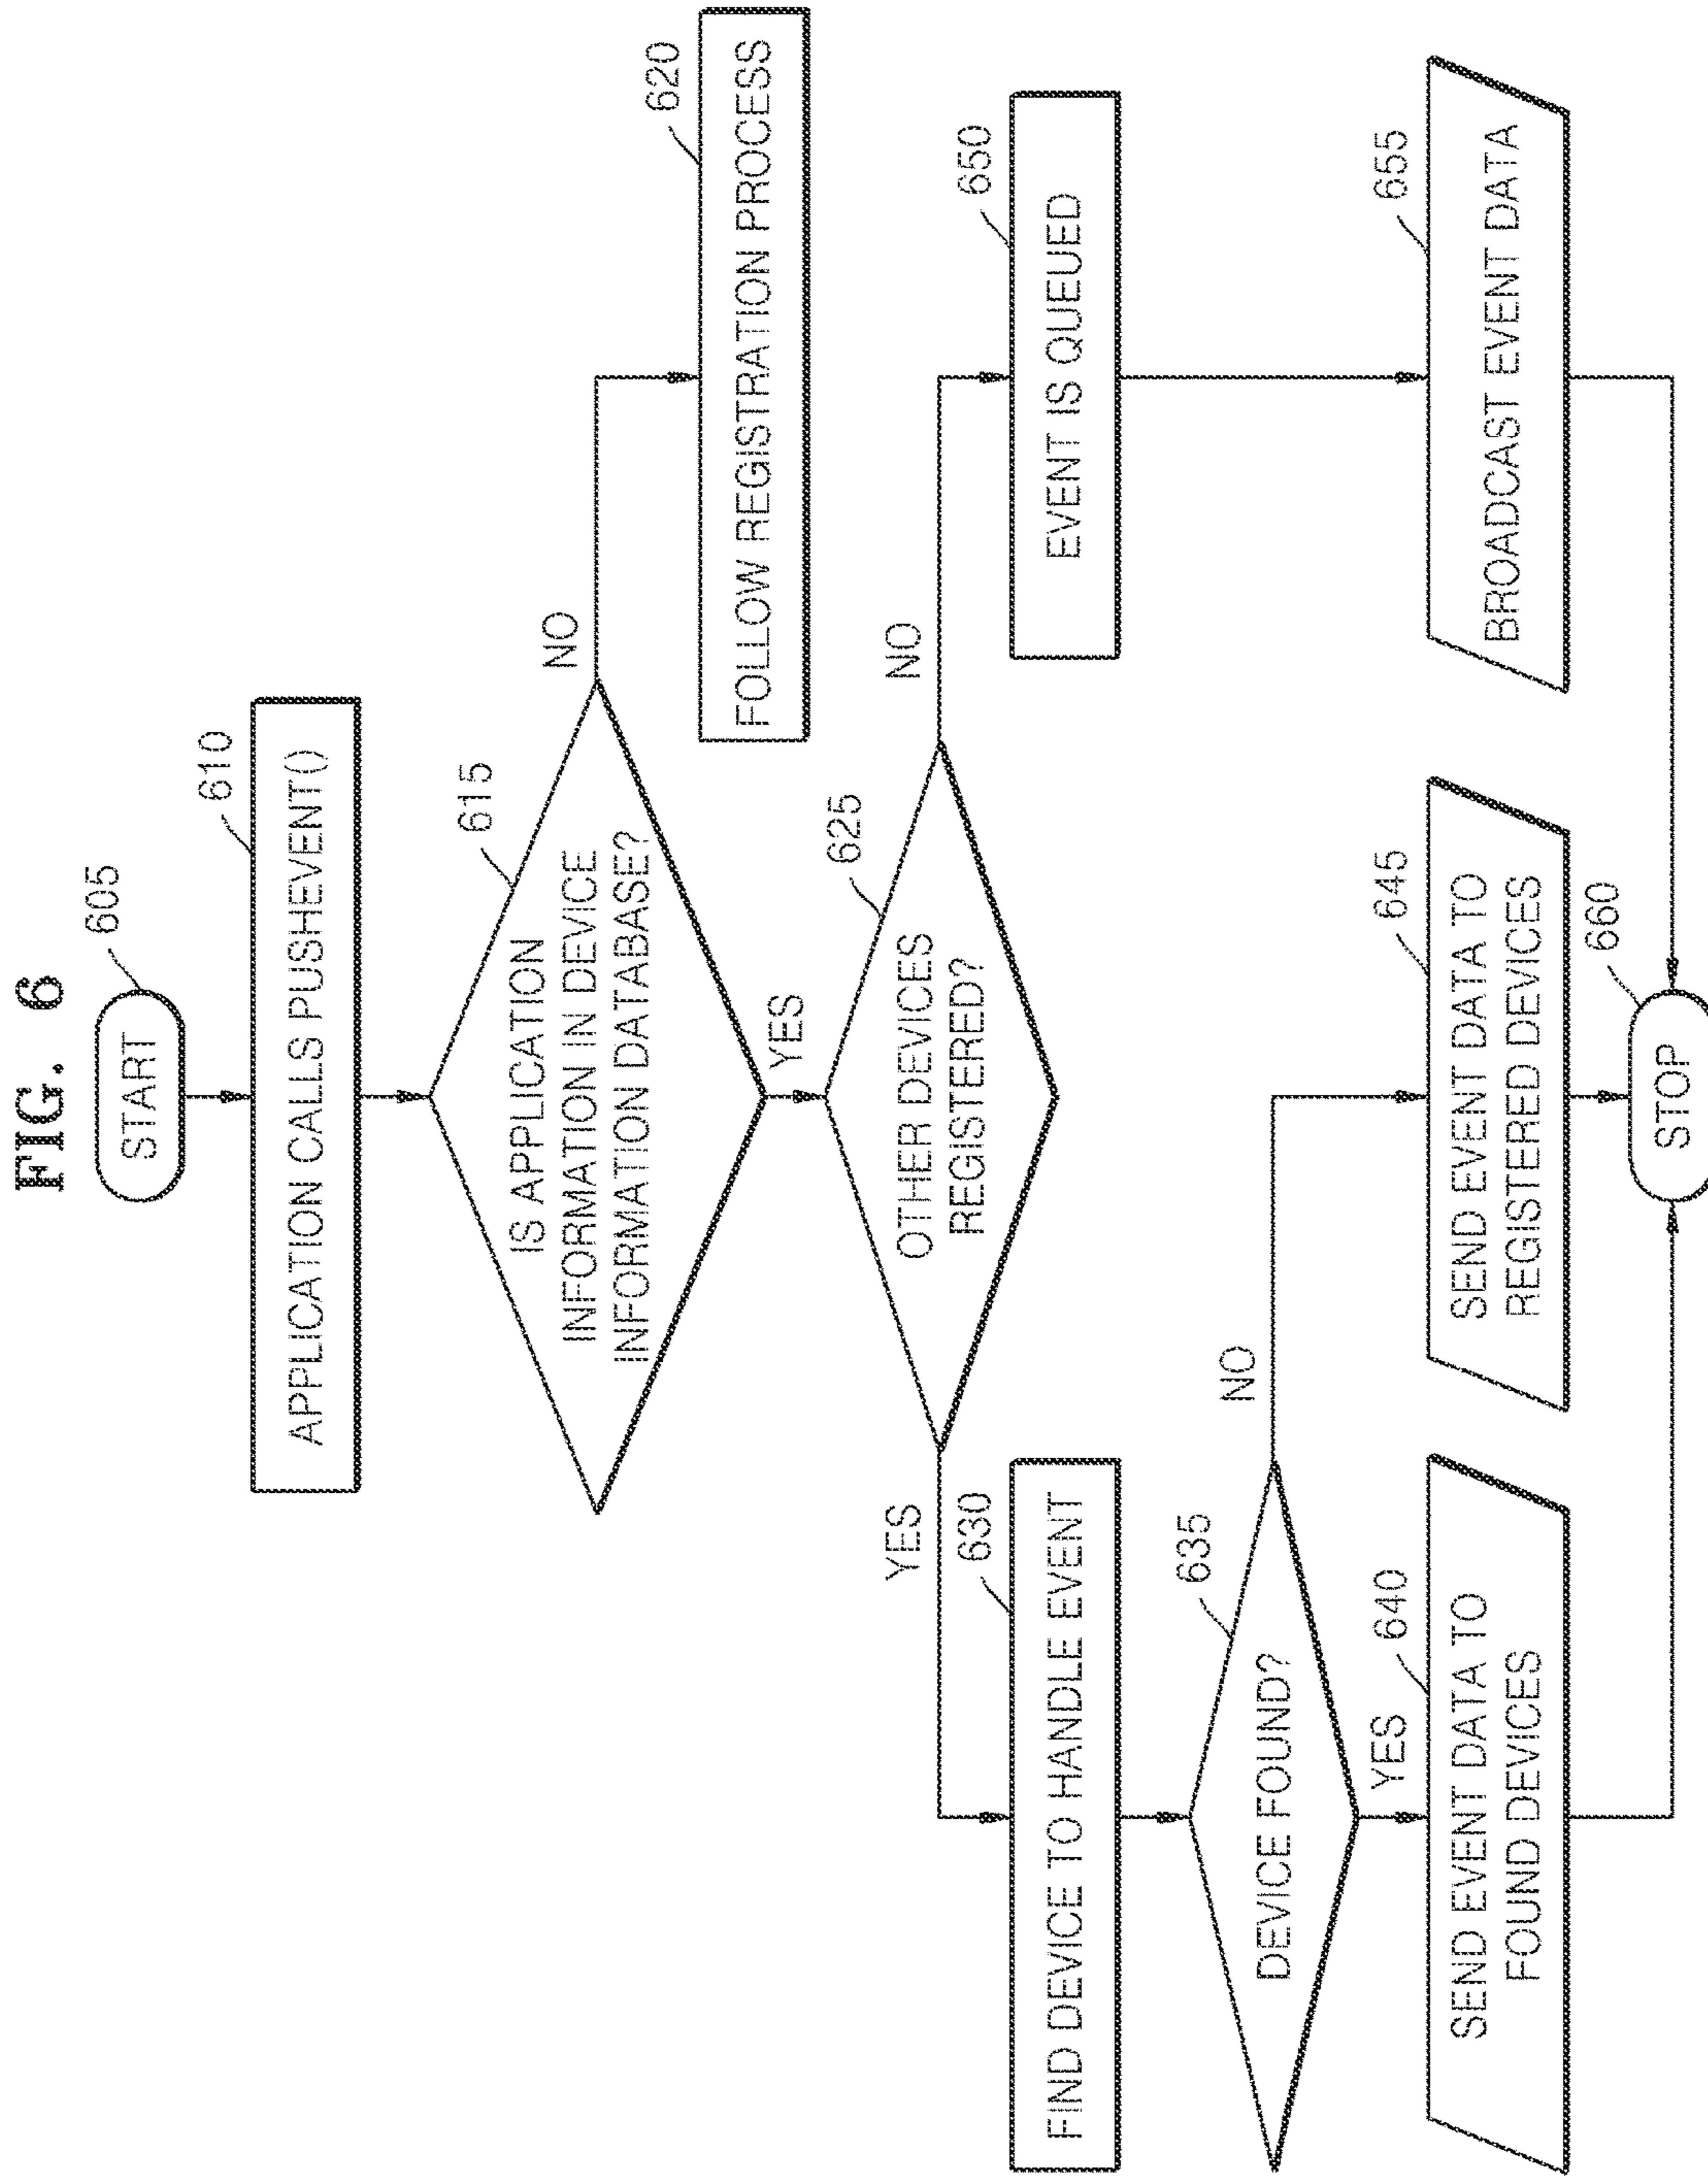 FIG. 6
START
605
APPLICATION CALLS PUSHEVENT()
610
IS APPLICATION
INFORMATION IN DEVICE
INFORMATION DATABASE?
615
NO
YES
FOLLOW REGISTRATION PROCESS
620
OTHER DEVICES
REGISTERED?
625
YES
NO
FIND DEVICE TO HANDLE EVENT
630
EVENT IS QUEUED
650
DEVICE FOUND?
635
NO
YES
SEND EVENT DATA TO
FOUND DEVICES
640
SEND EVENT DATA TO
REGISTERED DEVICES
645
BROADCAST EVENT DATA
655
STOP
660